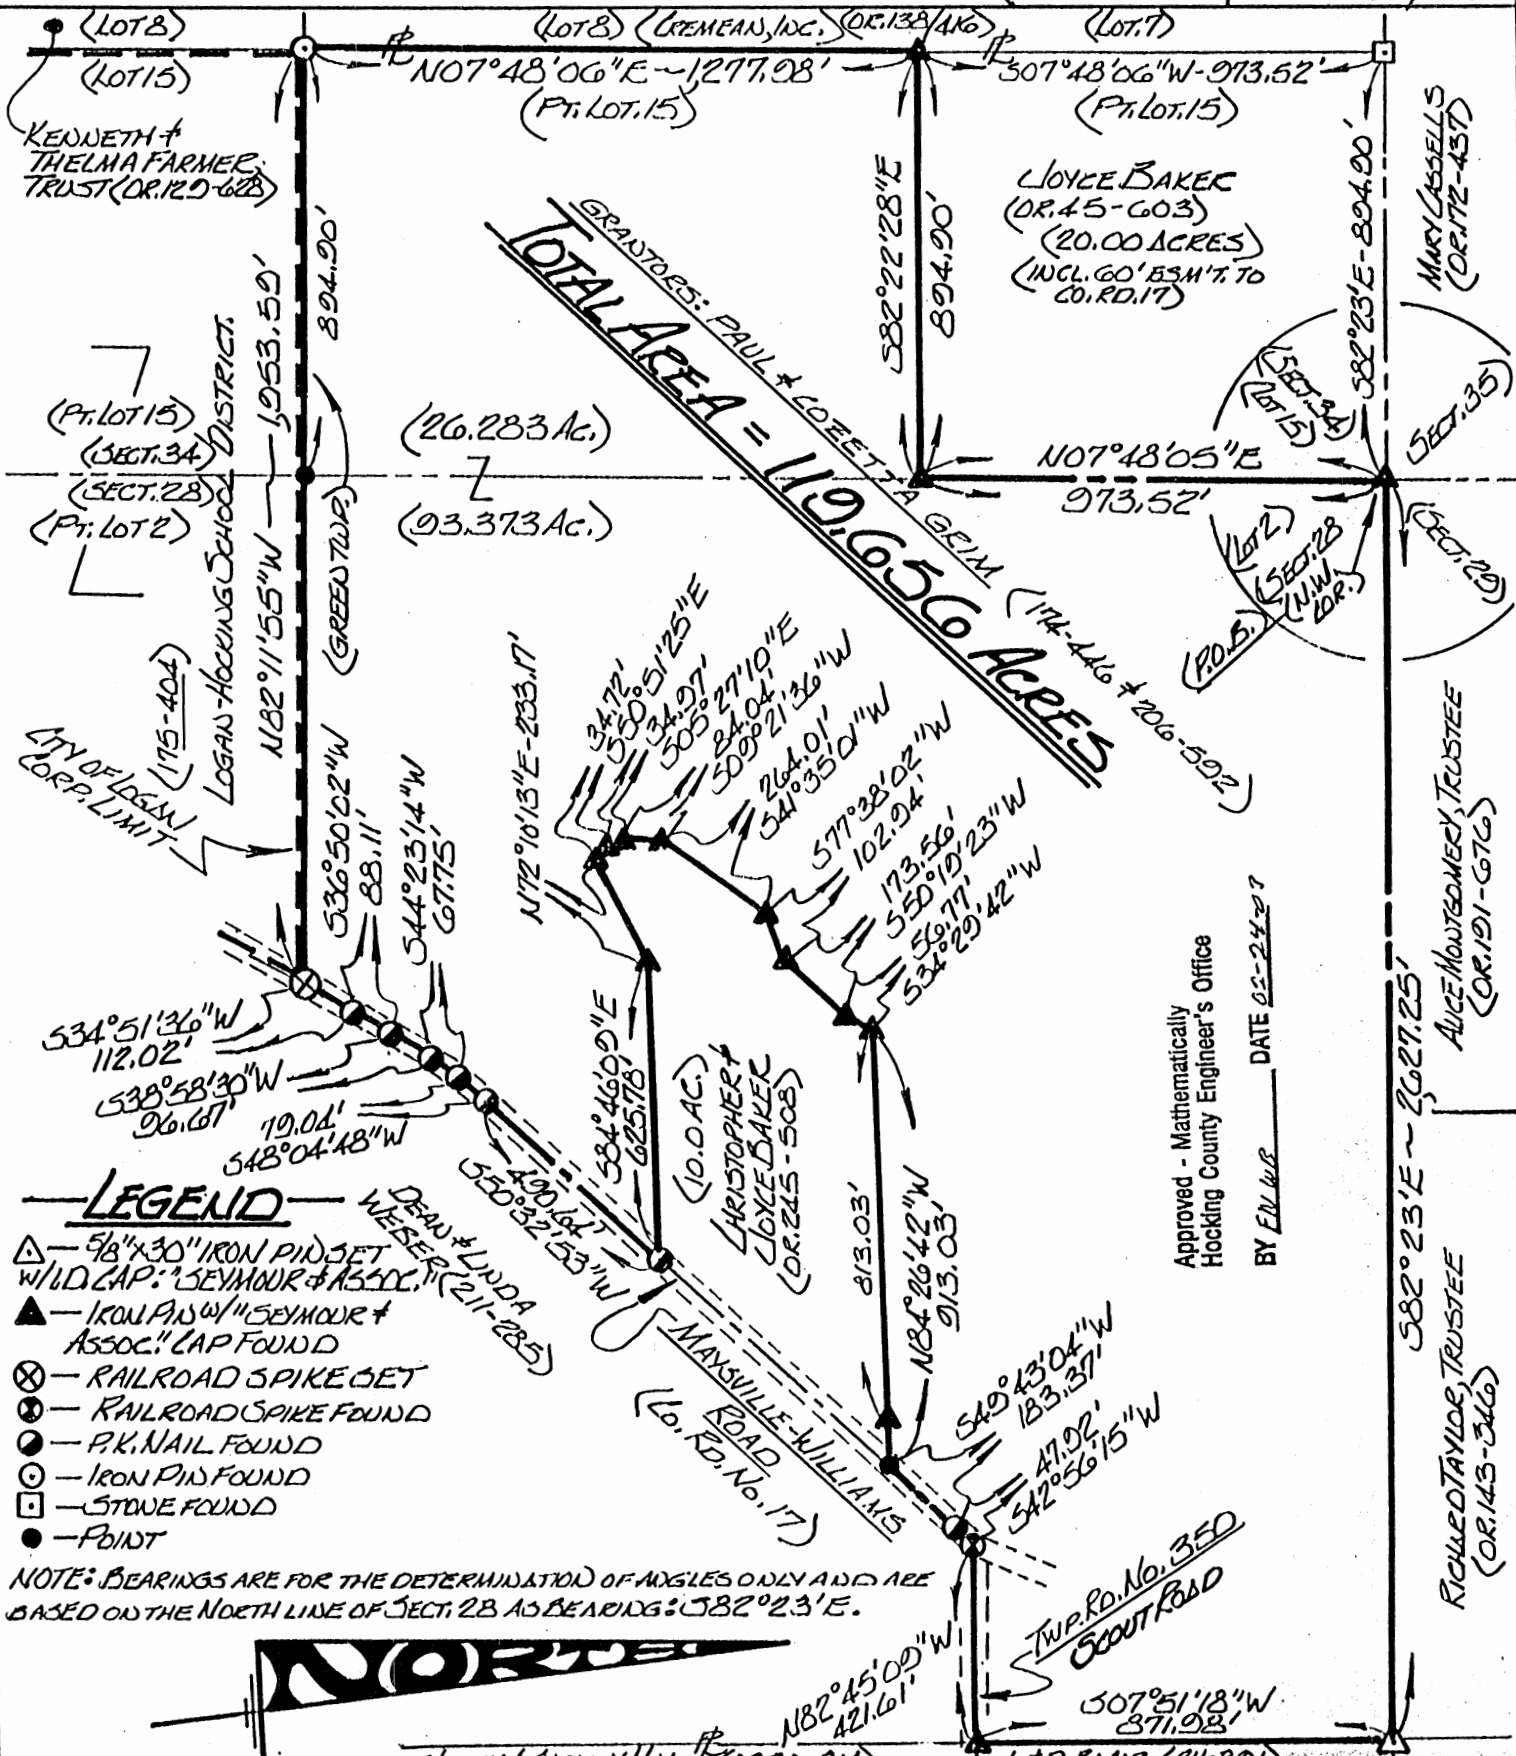 (LOT 8)
(LOT 8) (CREMEAN, INC.) (OR.138/446)
(LOT.7)
(LOT 15)
N07°48'06"E ~ 1,277.98'
(PT. LOT.15)
S07°48'06"W-973.52'
(PT. LOT.15)
KENNETH &
THELMA FARMER,
TRUST (OR.129-628)
894.90'
S82°22'28"E
894.90'
JOYCE BAKER
(OR.45-603)
(20.00 ACRES)
(INCL. 60' ESM'T. TO
CO. RD. 17)
S82°23'E-894.90'
MARY CASSELLS
(OR.172-437)
GRANTORS: PAUL & COZETTA GRIM (174-446 & 206-592)
TOTAL AREA = 119.656 ACRES
(PT. LOT 15)
(SECT. 34)
(SECT. 28)
(PT. LOT 2)
LOGAN-HOCKING SCHOOL DISTRICT.
(175-404)
N82°11'55"W — 1,953.59'
(GREEN TWP.)
(26.283 AC.)
(93.373 AC.)
(SECT. 34)
(LOT 15)
(SECT. 35)
N07°48'05"E
973.52'
(LOT 2)
(SECT. 28
(N.W.
COR.)
(SECT. 29)
(P.O.B.)
CITY OF LOGAN
CORP. LIMIT
S36°50'02"W
88.11'
S44°23'14"W
67.75'
N72°10'13"E-233.17'
34.72'
S50°51'25"E
34.97'
S05°27'10"E
84.04'
S09°21'36"W
264.01'
S41°35'01"W
S77°38'02"W
102.94'
173.56'
S50°19'23"W
56.77'
S34°29'42"W
S34°51'36"W
112.02'
S38°58'30"W
96.67'
79.04'
S48°04'48"W
490.64'
S50°32'53"W
S84°46'09"E
625.78'
(10.0 AC.)
CHRISTOPHER &
JOYCE BAKER
(OR.245-508)
813.03'
N84°26'42"W
913.03'
Approved - Mathematically
Hocking County Engineer's Office
BY DATE
ALICE MONTGOMERY, TRUSTEE
(OR.191-676)
S82°23'E ~ 2,627.25'
RICHARD TAYLOR, TRUSTEE
(OR.143-346)
DEAN & LINDA
WEBER (211-285)
MAYSVILLE-WILLIAMS
ROAD
(CO. RD. NO. 17)
S49°43'04"W
183.37'
47.92'
S42°56'15"W
TWP. RD. NO. 350
SCOUT ROAD
LEGEND
— 5/8"X30" IRON PIN SET
W/I.D. CAP: "SEYMOUR & ASSOC."
— IRON PIN W/"SEYMOUR &
ASSOC." CAP FOUND
— RAILROAD SPIKE SET
— RAILROAD SPIKE FOUND
— P.K. NAIL FOUND
— IRON PIN FOUND
— STONE FOUND
— POINT
NOTE: BEARINGS ARE FOR THE DETERMINATION OF ANGLES ONLY AND ARE
BASED ON THE NORTH LINE OF SECT. 28 AS BEARING: S82°23'E.
NORTH
N82°45'09"W
421.61'
S07°51'18"W
871.98'